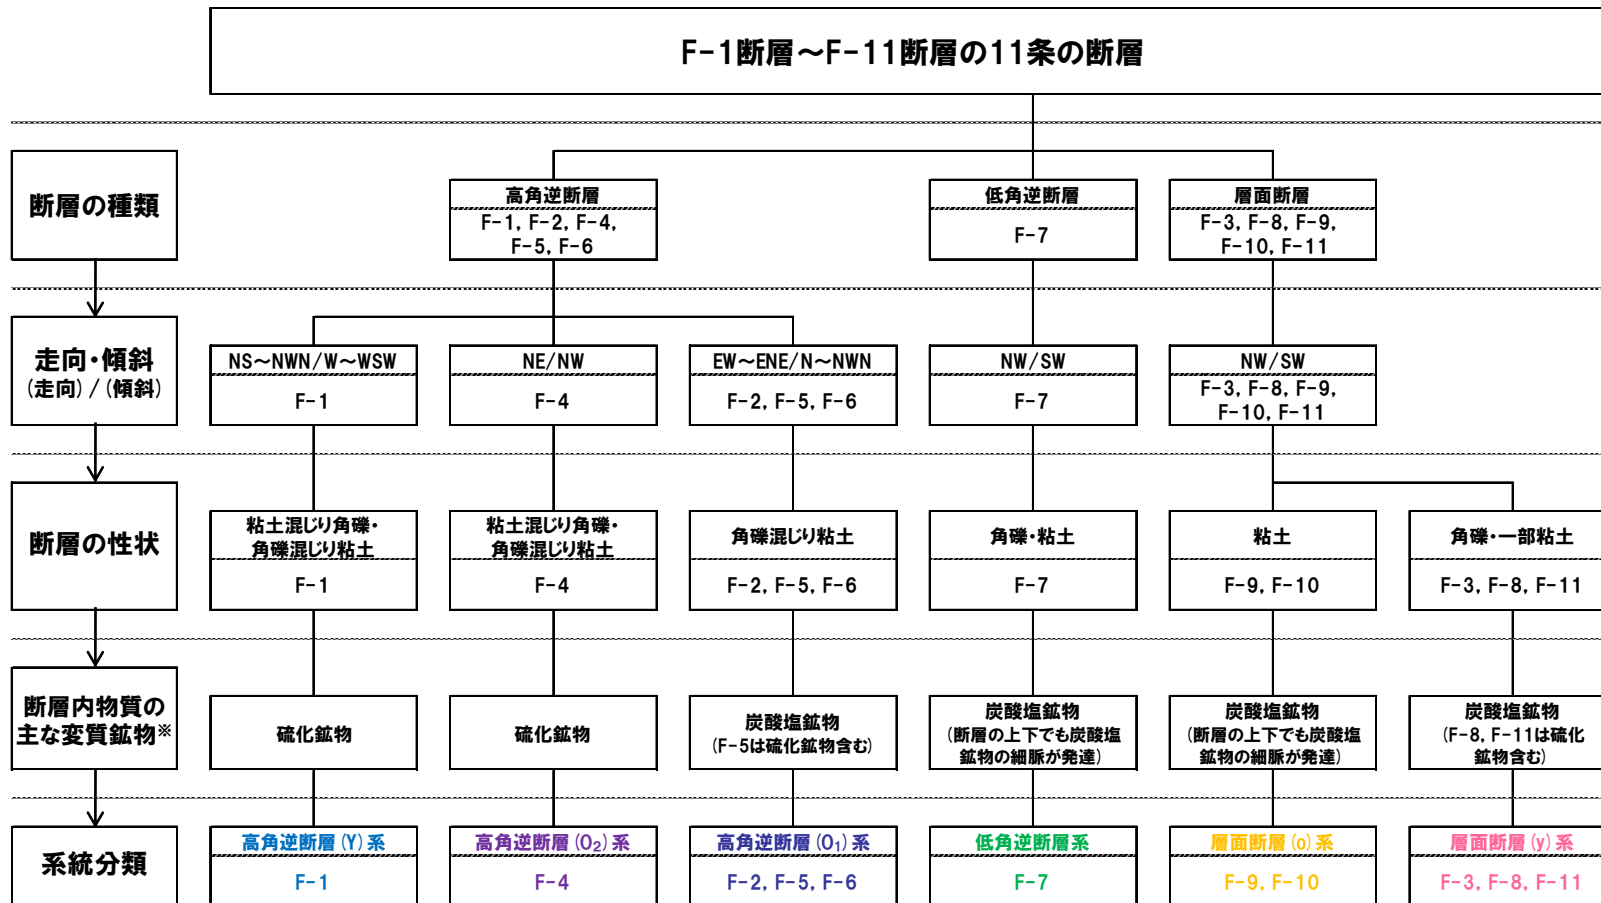 F-1断層～F-11断層の11条の断層
断層の種類
高角逆断層
F-1, F-2, F-4,
F-5, F-6
低角逆断層
F-7
層面断層
F-3, F-8, F-9,
F-10, F-11
走向・傾斜
(走向)/(傾斜)
NS～NWN/W～WSW
F-1
NE/NW
F-4
EW～ENE/N～NWN
F-2, F-5, F-6
NW/SW
F-7
NW/SW
F-3, F-8, F-9,
F-10, F-11
断層の性状
粘土混じり角礫・
角礫混じり粘土
F-1
粘土混じり角礫・
角礫混じり粘土
F-4
角礫混じり粘土
F-2, F-5, F-6
角礫・粘土
F-7
粘土
F-9, F-10
角礫・一部粘土
F-3, F-8, F-11
断層内物質の
主な変質鉱物※
硫化鉱物
硫化鉱物
炭酸塩鉱物
(F-5は硫化鉱物含む)
炭酸塩鉱物
(断層の上下でも炭酸塩
鉱物の細脈が発達)
炭酸塩鉱物
(断層の上下でも炭酸塩
鉱物の細脈が発達)
炭酸塩鉱物
(F-8, F-11は硫化
鉱物含む)
系統分類
高角逆断層(Y)系
F-1
高角逆断層(O₂)系
F-4
高角逆断層(O₁)系
F-2, F-5, F-6
低角逆断層系
F-7
層面断層(o)系
F-9, F-10
層面断層(y)系
F-3, F-8, F-11